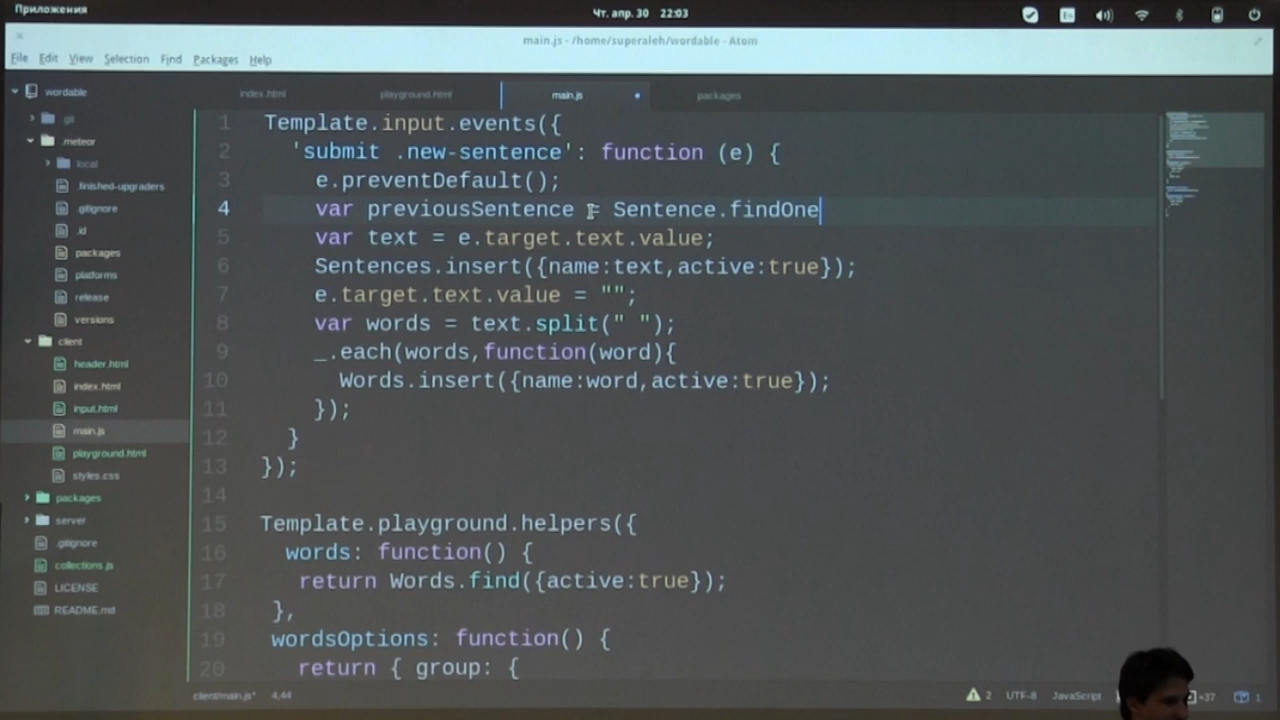 Приложения
Чт. апр. 30 22:03
En
main.js - /home/superaleh/wordable - Atom
File Edit View Selection Find Packages Help
wordable
.git
.meteor
local
.finished-upgraders
.gitignore
.id
packages
platforms
release
versions
client
header.html
index.html
input.html
main.js
playground.html
styles.css
packages
server
.gitignore
collections.js
LICENSE
README.md
index.html playground.html main.js packages
1 Template.input.events({
2 'submit .new-sentence': function (e) {
3 e.preventDefault();
4 var previousSentence = Sentence.findOne
5 var text = e.target.text.value;
6 Sentences.insert({name:text,active:true});
7 e.target.text.value = "";
8 var words = text.split(" ");
9 _.each(words,function(word){
10 Words.insert({name:word,active:true});
11 });
12 }
13 });
14
15 Template.playground.helpers({
16 words: function() {
17 return Words.find({active:true});
18 },
19 wordsOptions: function() {
20 return { group: {
client/main.js* 4,44
2 UTF-8 JavaScript +37 1